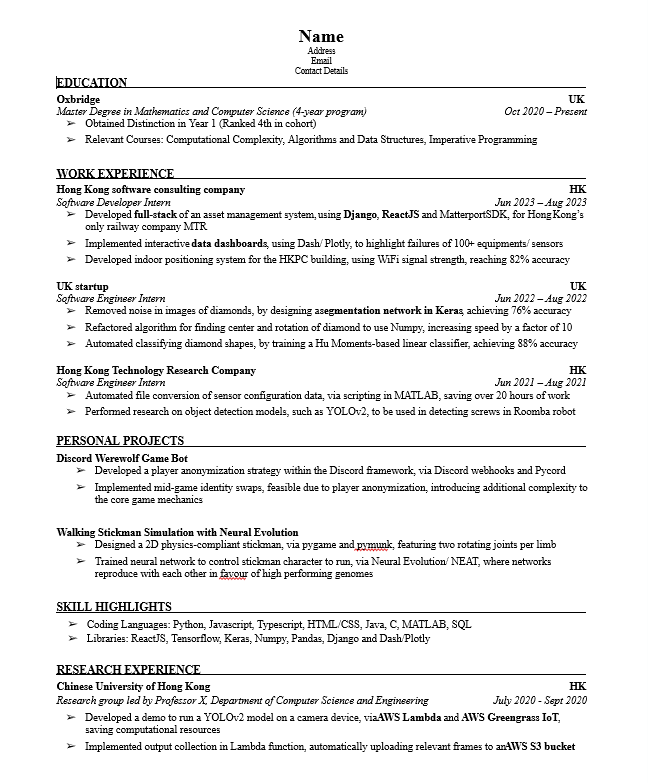 Name
Address
Email
Contact Details
EDUCATION
Oxbridge UK
Master Degree in Mathematics and Computer Science (4-year program) Oct 2020 – Present
➢ Obtained Distinction in Year 1 (Ranked 4th in cohort)
➢ Relevant Courses: Computational Complexity, Algorithms and Data Structures, Imperative Programming
WORK EXPERIENCE
Hong Kong software consulting company HK
Software Developer Intern Jun 2023 – Aug 2023
➢ Developed full-stack of an asset management system, using Django, ReactJS and MatterportSDK, for Hong Kong's
only railway company MTR
➢ Implemented interactive data dashboards, using Dash/ Plotly, to highlight failures of 100+ equipments/ sensors
➢ Developed indoor positioning system for the HKPC building, using WiFi signal strength, reaching 82% accuracy
UK startup UK
Software Engineer Intern Jun 2022 – Aug 2022
➢ Removed noise in images of diamonds, by designing a segmentation network in Keras, achieving 76% accuracy
➢ Refactored algorithm for finding center and rotation of diamond to use Numpy, increasing speed by a factor of 10
➢ Automated classifying diamond shapes, by training a Hu Moments-based linear classifier, achieving 88% accuracy
Hong Kong Technology Research Company HK
Software Engineer Intern Jun 2021 – Aug 2021
➢ Automated file conversion of sensor configuration data, via scripting in MATLAB, saving over 20 hours of work
➢ Performed research on object detection models, such as YOLOv2, to be used in detecting screws in Roomba robot
PERSONAL PROJECTS
Discord Werewolf Game Bot
➢ Developed a player anonymization strategy within the Discord framework, via Discord webhooks and Pycord
➢ Implemented mid-game identity swaps, feasible due to player anonymization, introducing additional complexity to
the core game mechanics
Walking Stickman Simulation with Neural Evolution
➢ Designed a 2D physics-compliant stickman, via pygame and pymunk, featuring two rotating joints per limb
➢ Trained neural network to control stickman character to run, via Neural Evolution/ NEAT, where networks
reproduce with each other in favour of high performing genomes
SKILL HIGHLIGHTS
➢ Coding Languages: Python, Javascript, Typescript, HTML/CSS, Java, C, MATLAB, SQL
➢ Libraries: ReactJS, Tensorflow, Keras, Numpy, Pandas, Django and Dash/Plotly
RESEARCH EXPERIENCE
Chinese University of Hong Kong HK
Research group led by Professor X, Department of Computer Science and Engineering July 2020 - Sept 2020
➢ Developed a demo to run a YOLOv2 model on a camera device, via AWS Lambda and AWS Greengrass IoT,
saving computational resources
➢ Implemented output collection in Lambda function, automatically uploading relevant frames to an AWS S3 bucket